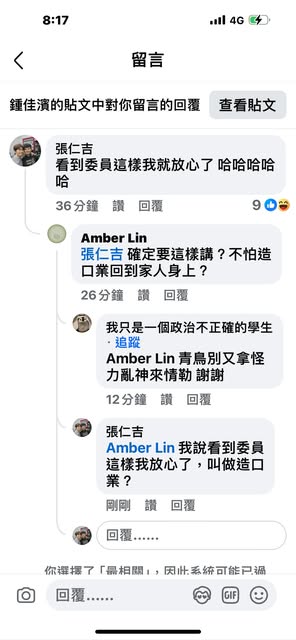 8:17
4G
留言
鍾佳濱的貼文中對你留言的回覆
查看貼文
張仁吉
看到委員這樣我就放心了 哈哈哈哈
哈
36分鐘 讚 回覆
9
Amber Lin
張仁吉 確定要這樣講？不怕造
口業回到家人身上？
26分鐘 讚 回覆
我只是一個政治不正確的學生
· 追蹤
Amber Lin 青鳥別又拿怪
力亂神來情勒 謝謝
12分鐘 讚 回覆
張仁吉
Amber Lin 我說看到委員
這樣我放心了，叫做造口
業？
剛剛 讚 回覆
回覆......
你選擇了「最相關」，因此系統可能已過
回覆......
GIF